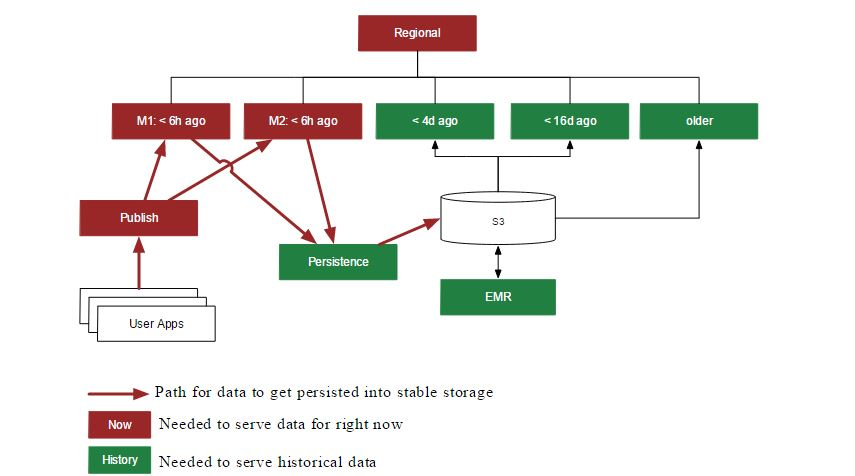 Regional
M1: < 6h ago
M2: < 6h ago
< 4d ago
< 16d ago
older
Publish
S3
Persistence
EMR
User Apps
Path for data to get persisted into stable storage
Now
Needed to serve data for right now
History
Needed to serve historical data